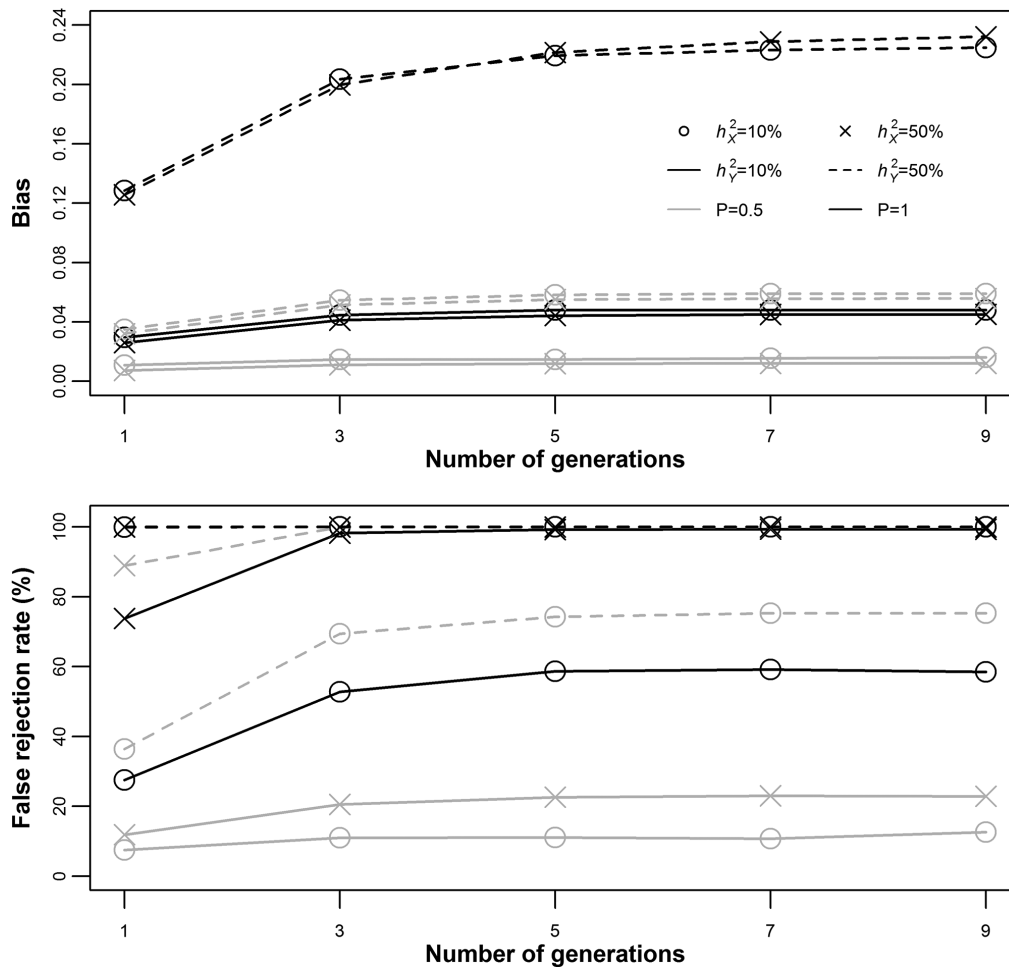 Bias
0.24
0.20
0.16
0.12
0.08
0.04
0.00
h²X=10% h²X=50%
h²Y=10% h²Y=50%
P=0.5 P=1
1 3 5 7 9
Number of generations
False rejection rate (%)
100
80
60
40
20
0
1 3 5 7 9
Number of generations